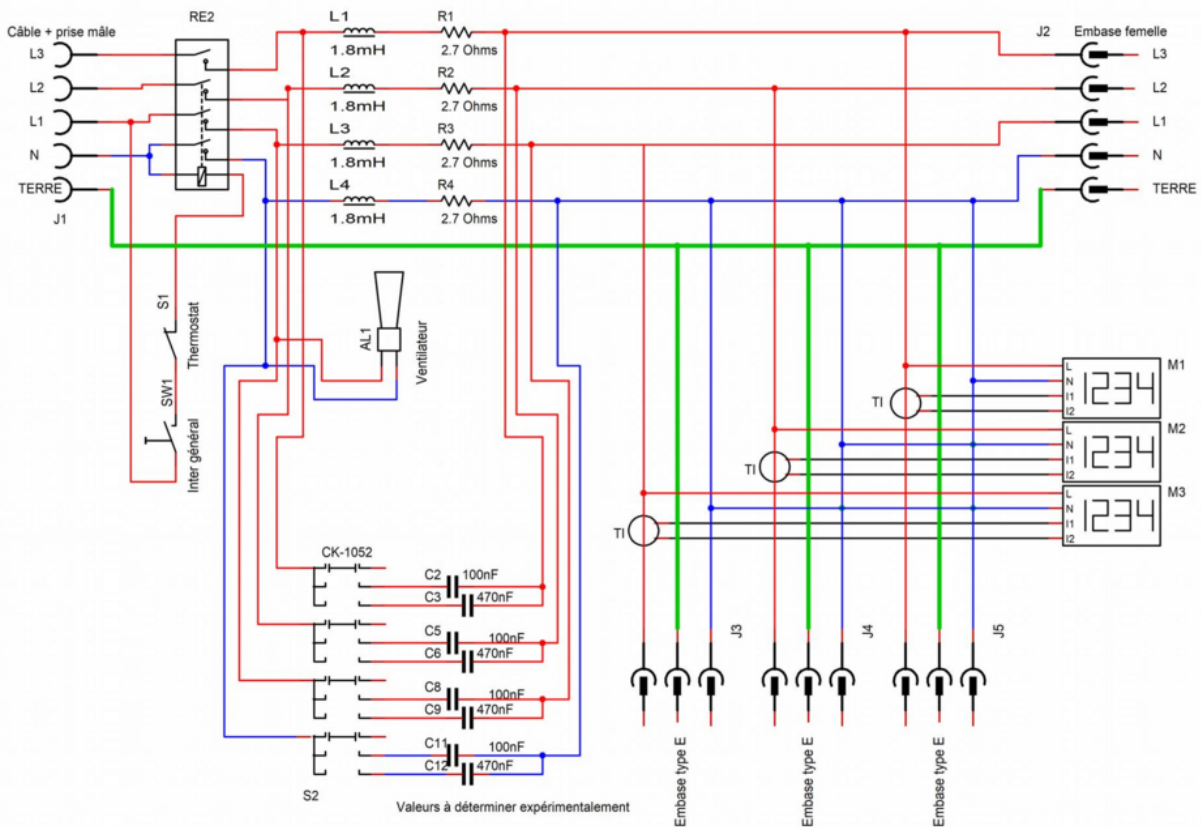 RE2
L1
R1
Câble + prise mâle
J2
Embase femelle
L3
1.8mH
2.7 Ohms
L3
L2
L2
R2
L2
1.8mH
2.7 Ohms
L1
L3
R3
L1
N
1.8mH
2.7 Ohms
N
TERRE
L4
R4
TERRE
J1
1.8mH
2.7 Ohms
S1
Thermostat
AL1
Ventilateur
SW1
Inter général
TI
L
N
I1
I2
1234
M1
TI
L
N
I1
I2
1234
M2
TI
L
N
I1
I2
1234
M3
CK-1052
C2
100nF
C3
470nF
C5
100nF
C6
470nF
C8
100nF
C9
470nF
C11
100nF
C12
470nF
S2
Valeurs à déterminer expérimentalement
J3
J4
J5
Embase type E
Embase type E
Embase type E